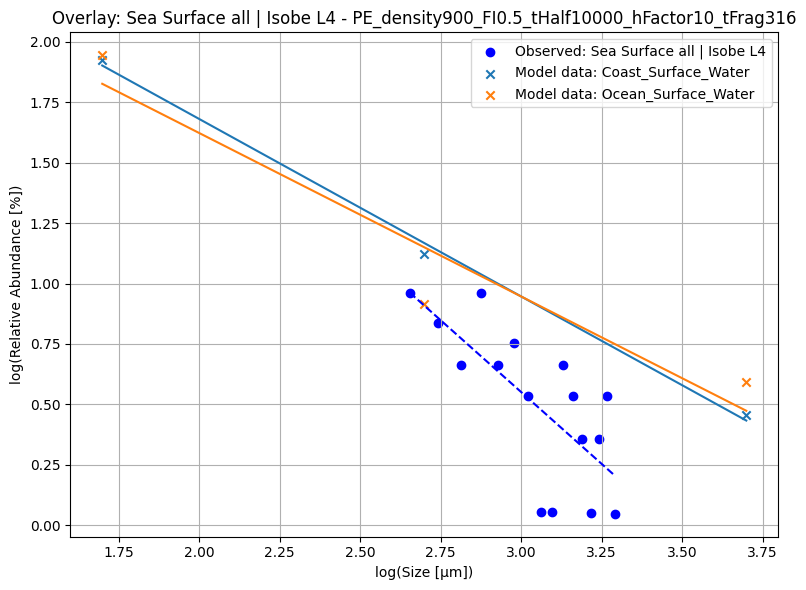 Overlay: Sea Surface all | Isobe L4 - PE_density900_FI0.5_tHalf10000_hFactor10_tFrag316
Observed: Sea Surface all | Isobe L4
Model data: Coast_Surface_Water
Model data: Ocean_Surface_Water
log(Relative Abundance [%])
2.00
1.75
1.50
1.25
1.00
0.75
0.50
0.25
0.00
1.75 2.00 2.25 2.50 2.75 3.00 3.25 3.50 3.75
log(Size [μm])